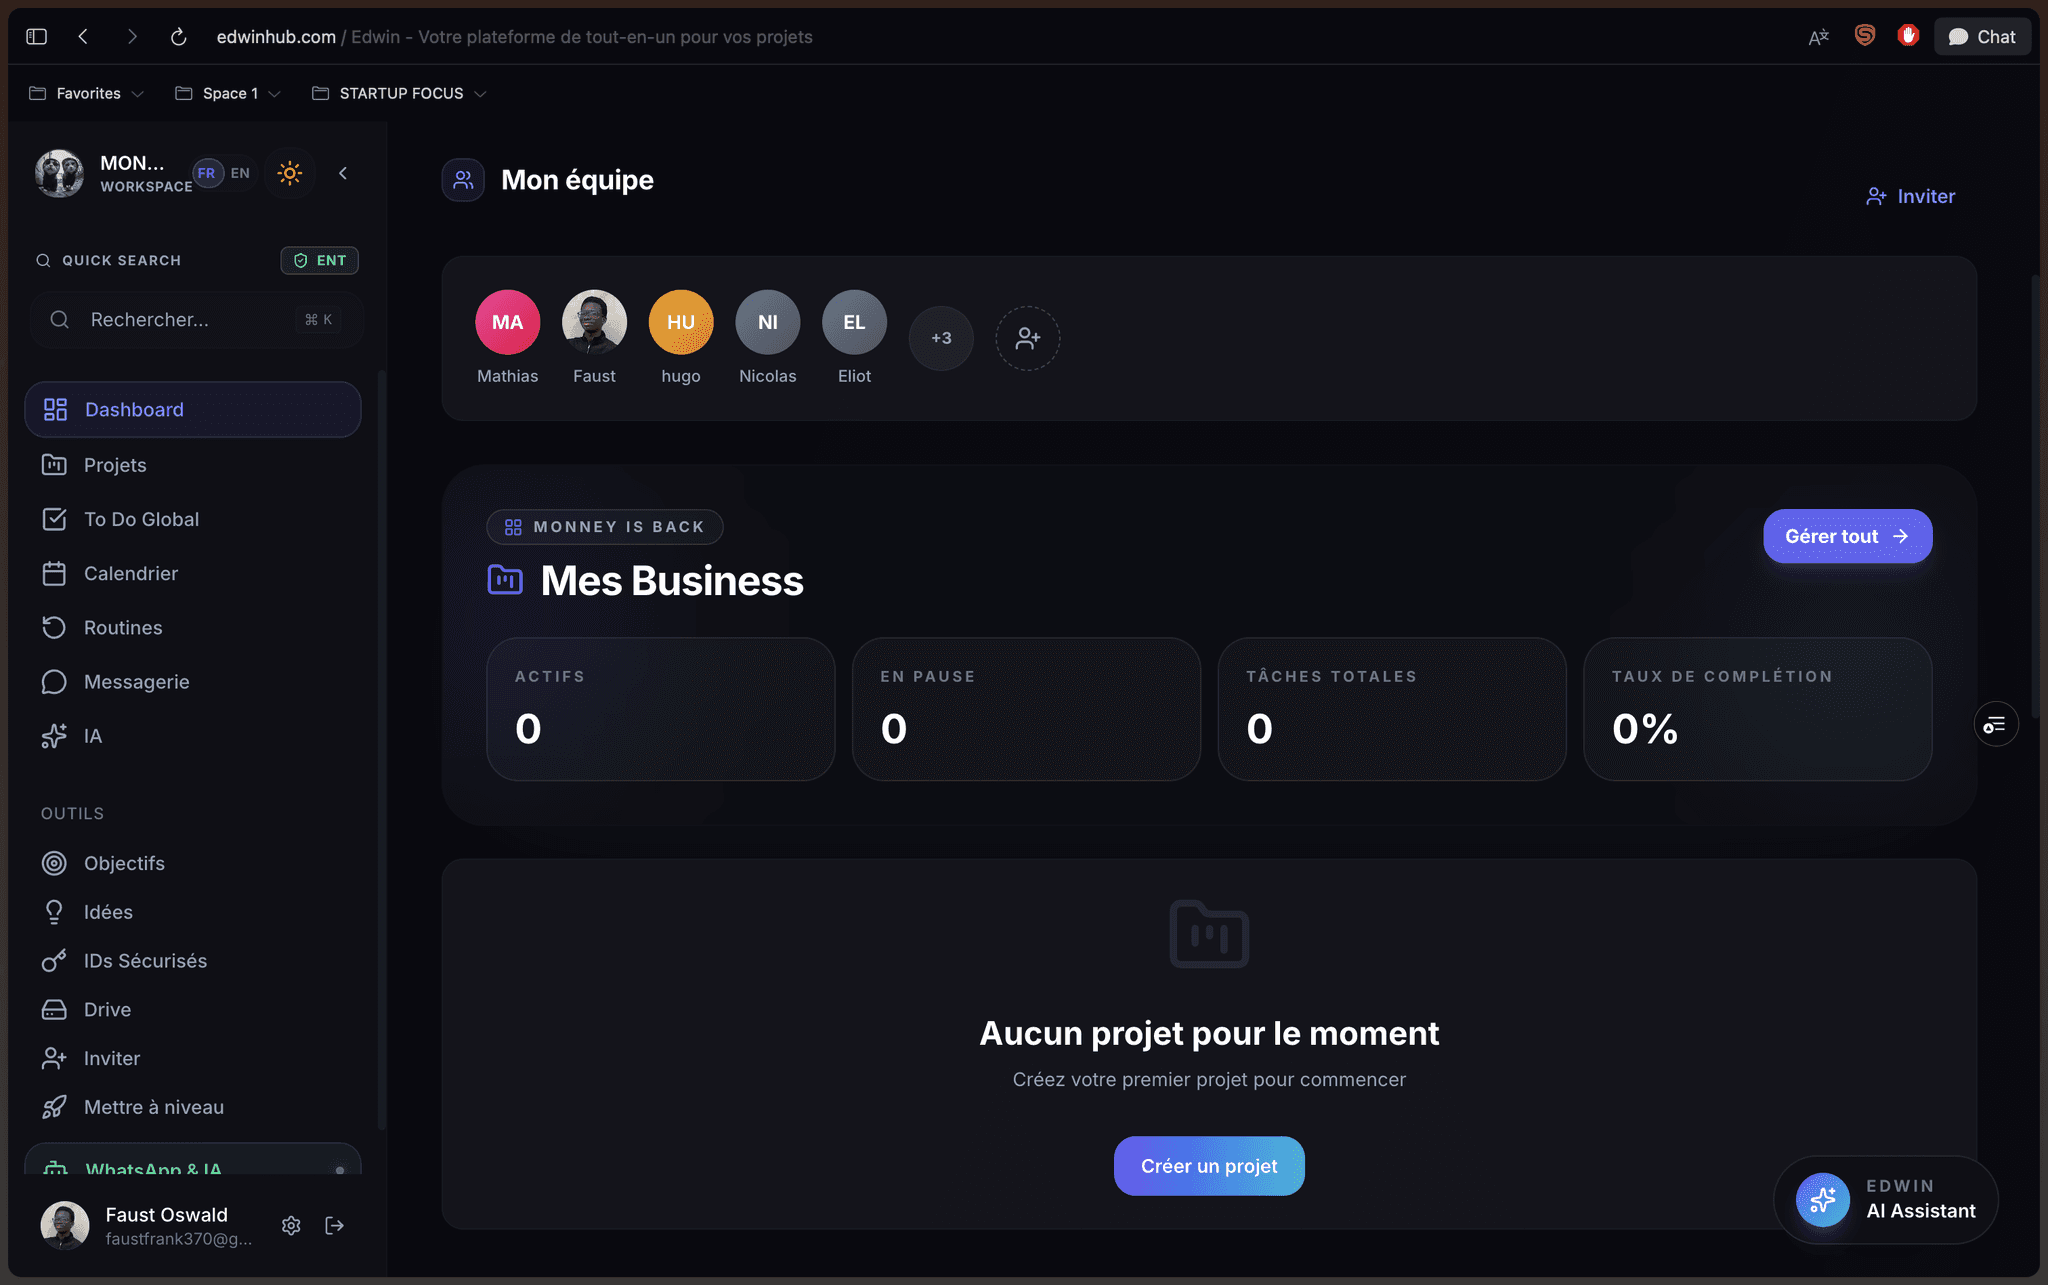 edwinhub.com / Edwin - Votre plateforme de tout-en-un pour vos projets
Chat
Favorites
Space 1
STARTUP FOCUS
MON...
WORKSPACE
FR
EN
QUICK SEARCH
ENT
Rechercher...
⌘ K
Dashboard
Projets
To Do Global
Calendrier
Routines
Messagerie
IA
OUTILS
Objectifs
Idées
IDs Sécurisés
Drive
Inviter
Mettre à niveau
WhatsApp & IA
Faust Oswald
faustfrank370@g...
Mon équipe
Inviter
MA
HU
NI
EL
+3
Mathias
Faust
hugo
Nicolas
Eliot
MONNEY IS BACK
Mes Business
Gérer tout →
ACTIFS
0
EN PAUSE
0
TÂCHES TOTALES
0
TAUX DE COMPLÉTION
0%
Aucun projet pour le moment
Créez votre premier projet pour commencer
Créer un projet
EDWIN
AI Assistant